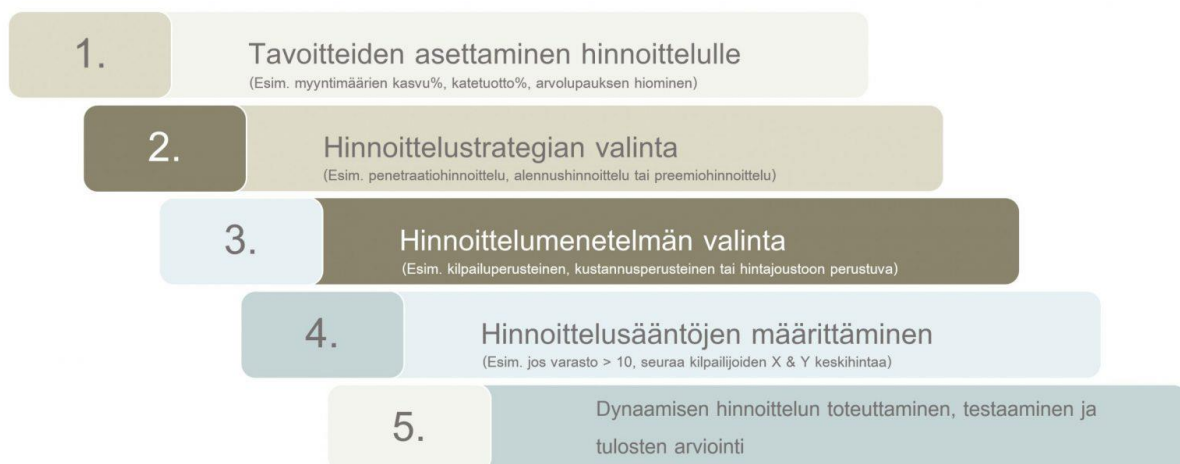 1.
Tavoitteiden asettaminen hinnoittelulle
(Esim. myyntimäärien kasvu%, katetuotto%, arvolupauksen hiominen)
2.
Hinnoittelustrategian valinta
(Esim. penetraatiohinnoittelu, alennushinnoittelu tai preemiohinnoittelu)
3.
Hinnoittelumenetelmän valinta
(Esim. kilpailuperusteinen, kustannusperusteinen tai hintajoustoon perustuva)
4.
Hinnoittelusääntöjen määrittäminen
(Esim. jos varasto > 10, seuraa kilpailijoiden X & Y keskihintaa)
5.
Dynaamisen hinnoittelun toteuttaminen, testaaminen ja
tulosten arviointi